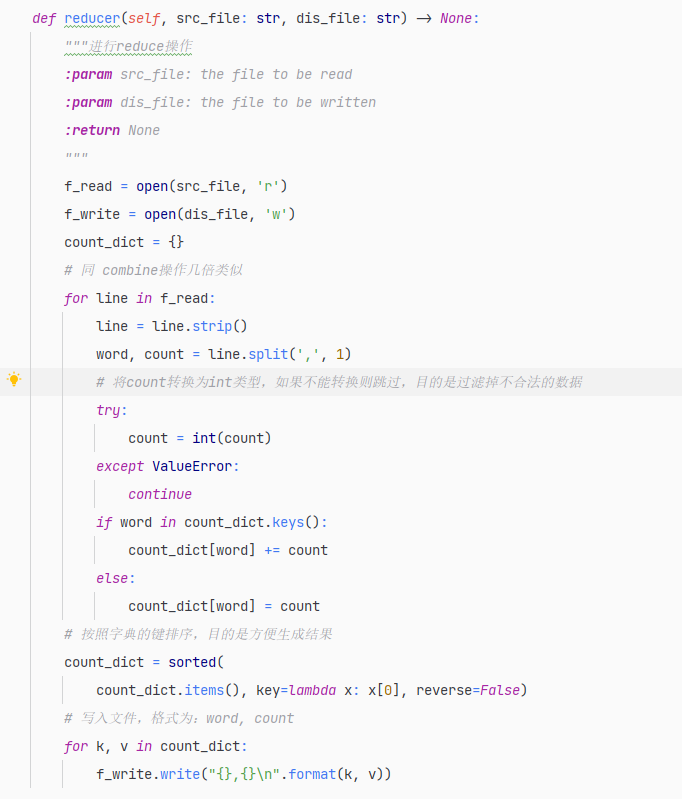 def reducer(self, src_file: str, dis_file: str) -> None:
    """进行reduce操作
    :param src_file: the file to be read
    :param dis_file: the file to be written
    :return None
    """
    f_read = open(src_file, 'r')
    f_write = open(dis_file, 'w')
    count_dict = {}
    # 同 combine操作几倍类似
    for line in f_read:
        line = line.strip()
        word, count = line.split(',', 1)
        # 将count转换为int类型，如果不能转换则跳过，目的是过滤掉不合法的数据
        try:
            count = int(count)
        except ValueError:
            continue
        if word in count_dict.keys():
            count_dict[word] += count
        else:
            count_dict[word] = count
    # 按照字典的键排序，目的是方便生成结果
    count_dict = sorted(
        count_dict.items(), key=lambda x: x[0], reverse=False)
    # 写入文件，格式为：word, count
    for k, v in count_dict:
        f_write.write("{},{}\n".format(k, v))